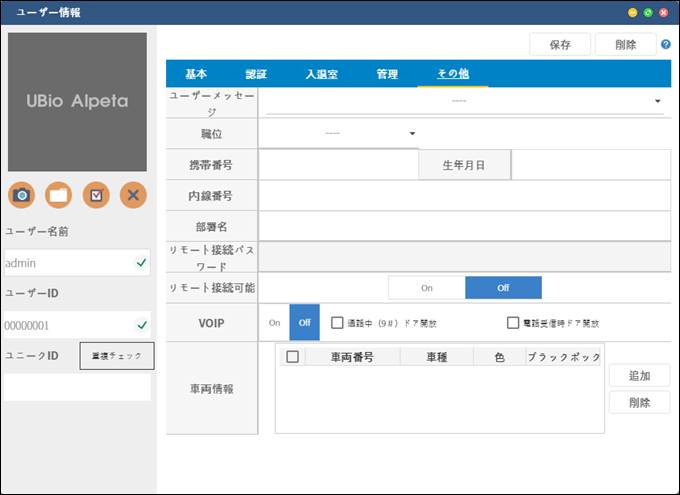 ユーザー情報
保存
削除
UBio Alpeta
基本
認証
入退室
管理
その他
ユーザーメッセージ
----
職位
----
携帯番号
生年月日
内線番号
部署名
リモート接続パスワード
リモート接続可能
On
Off
VOIP
On
Off
通話中（9#）ドア開放
電話受信時ドア開放
車両情報
車両番号
車種
色
ブラックボック
追加
削除
ユーザー名前
admin
ユーザーID
00000001
ユニークID
重複チェック